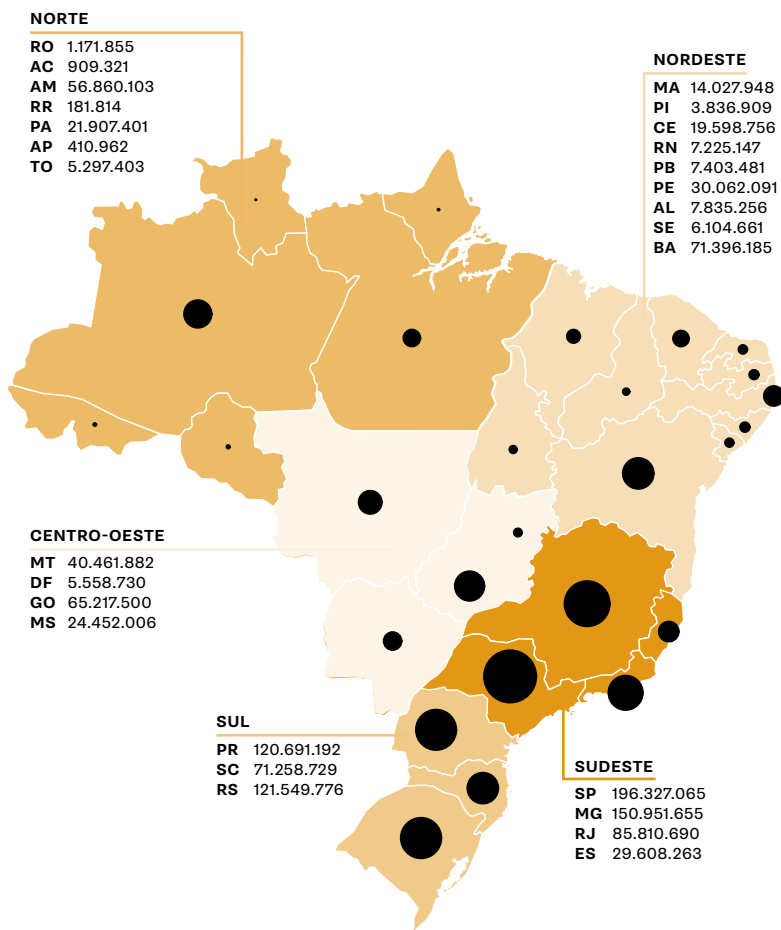 NORTE
RO 1.171.855
AC 909.321
AM 56.860.103
RR 181.814
PA 21.907.401
AP 410.962
TO 5.297.403
NORDESTE
MA 14.027.948
PI 3.836.909
CE 19.598.756
RN 7.225.147
PB 7.403.481
PE 30.062.091
AL 7.835.256
SE 6.104.661
BA 71.396.185
CENTRO-OESTE
MT 40.461.882
DF 5.558.730
GO 65.217.500
MS 24.452.006
SUL
PR 120.691.192
SC 71.258.729
RS 121.549.776
SUDESTE
SP 196.327.065
MG 150.951.655
RJ 85.810.690
ES 29.608.263